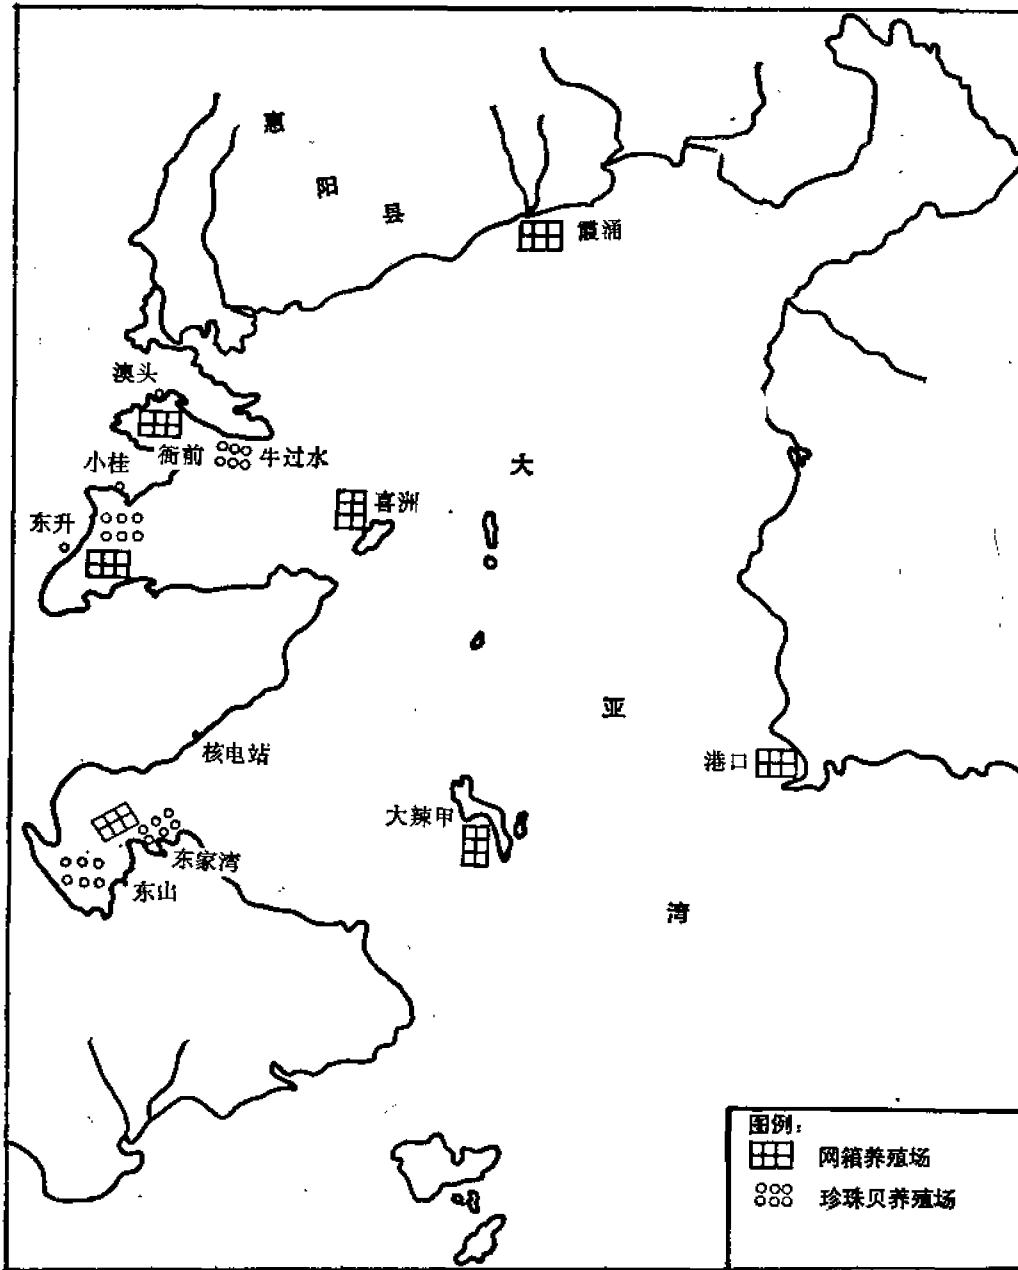 惠
阳
县
霞涌
澳头
衙前
牛过水
小桂
喜洲
大
东升
亚
核电站
港口
大辣甲
东家湾
东山
湾
图例：
网箱养殖场
珍珠贝养殖场